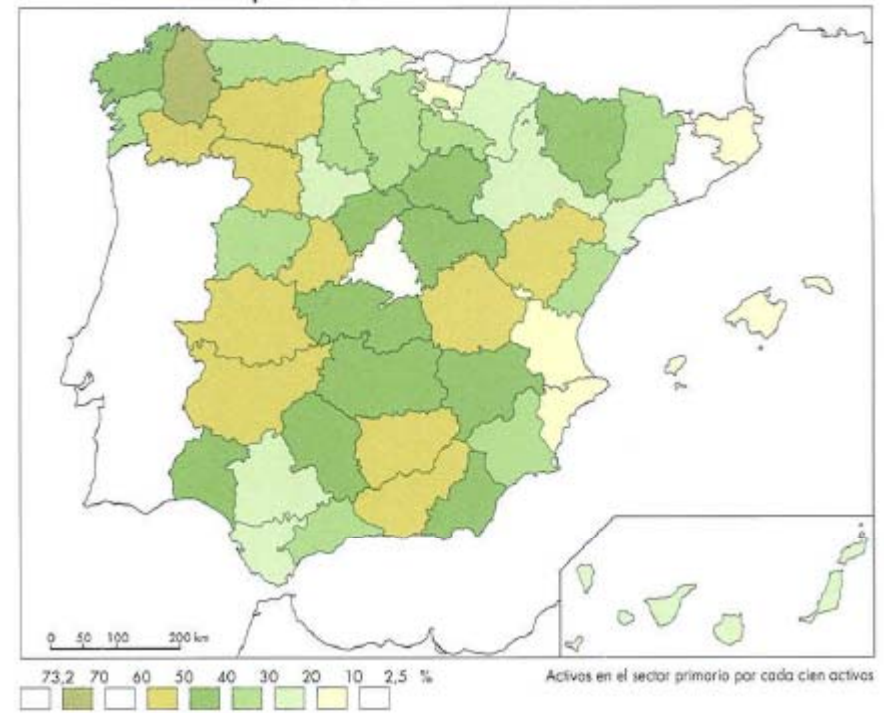 0 50 100 200 km
73,2 70 60 50 40 30 20 10 2,5 %
Activos en el sector primario por cada cien activos